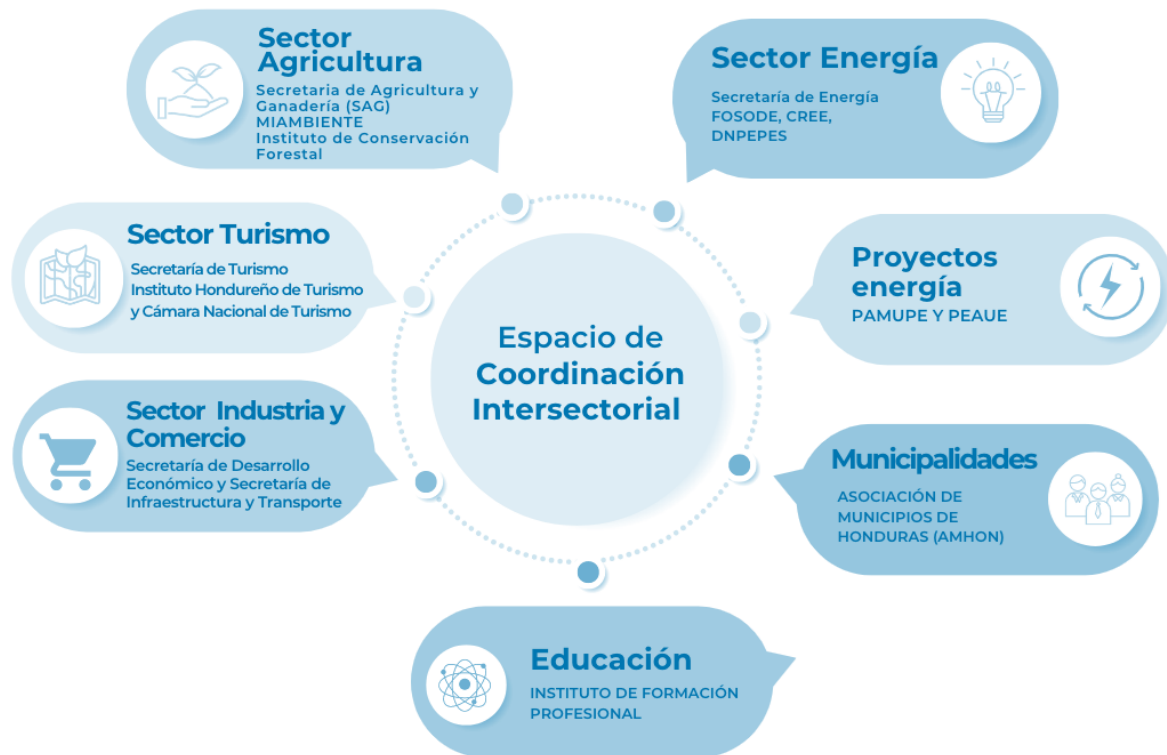 Sector
Agricultura
Secretaria de Agricultura y
Ganadería (SAG)
MIAMBIENTE
Instituto de Conservación
Forestal
Sector Energía
Secretaría de Energía
FOSODE, CREE,
DNPEPES
Sector Turismo
Secretaría de Turismo
Instituto Hondureño de Turismo
y Cámara Nacional de Turismo
Proyectos
energía
PAMUPE Y PEAUE
Espacio de
Coordinación
Intersectorial
Sector Industria y
Comercio
Secretaría de Desarrollo
Económico y Secretaría de
Infraestructura y Transporte
Municipalidades
ASOCIACIÓN DE
MUNICIPIOS DE
HONDURAS (AMHON)
Educación
INSTITUTO DE FORMACIÓN
PROFESIONAL